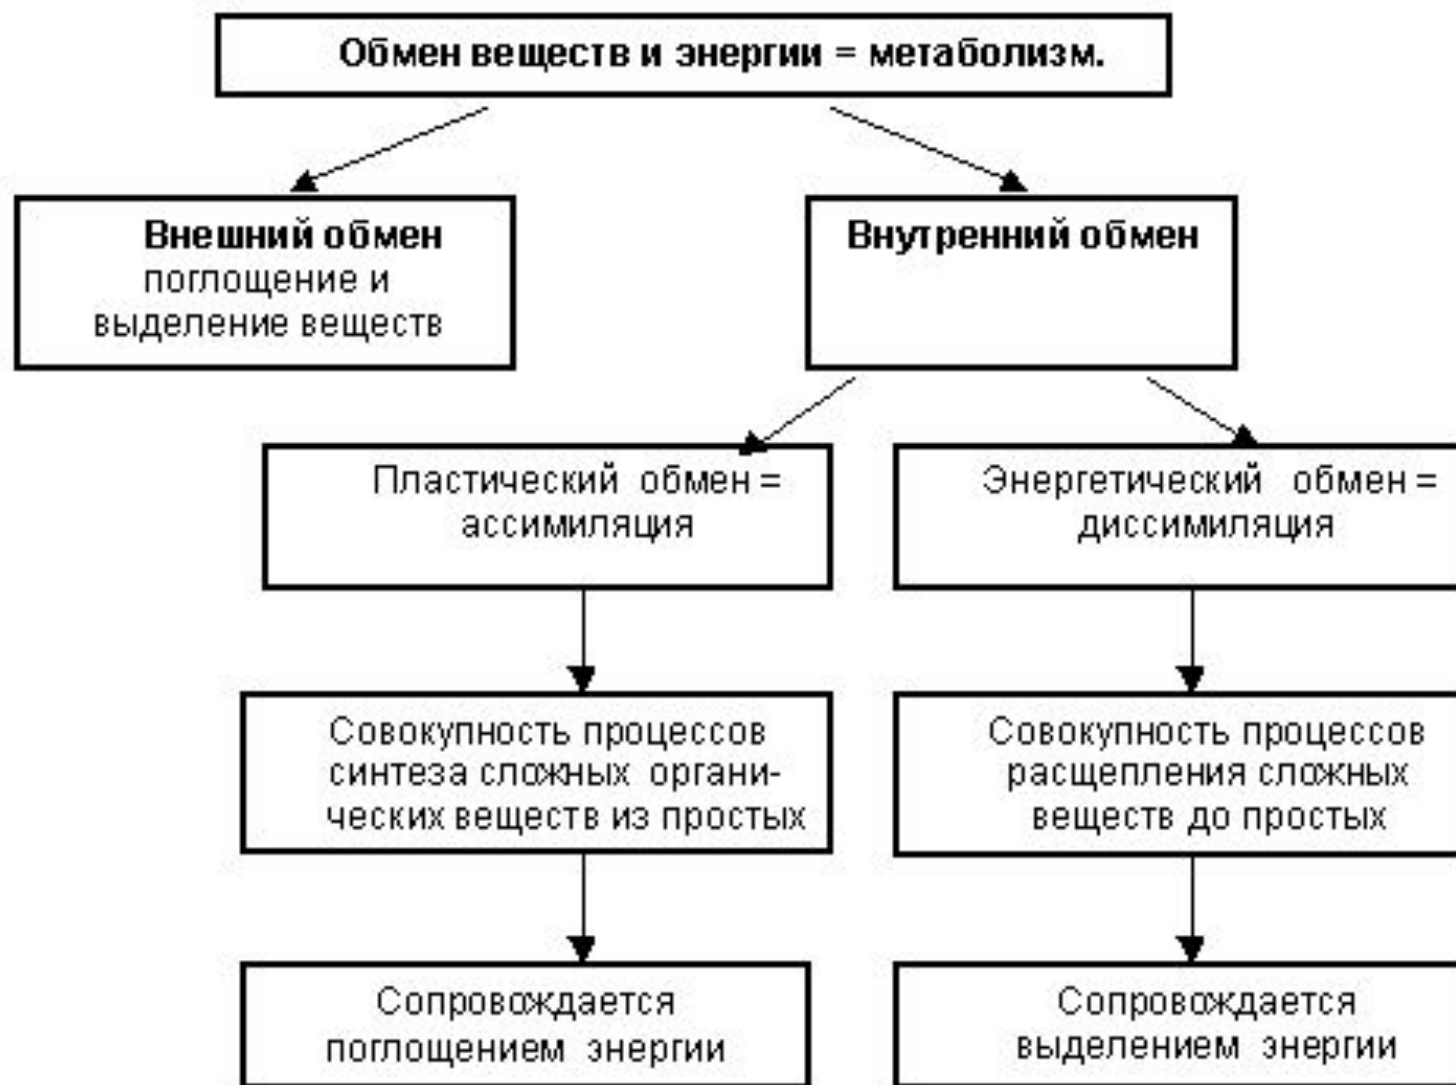 Обмен веществ и энергии = метаболизм.
Внешний обмен
поглощение и
выделение веществ
Внутренний обмен
Пластический обмен =
ассимиляция
Энергетический обмен =
диссимиляция
Совокупность процессов
синтеза сложных органи-
ческих веществ из простых
Совокупность процессов
расщепления сложных
веществ до простых
Сопровождается
поглощением энергии
Сопровождается
выделением энергии